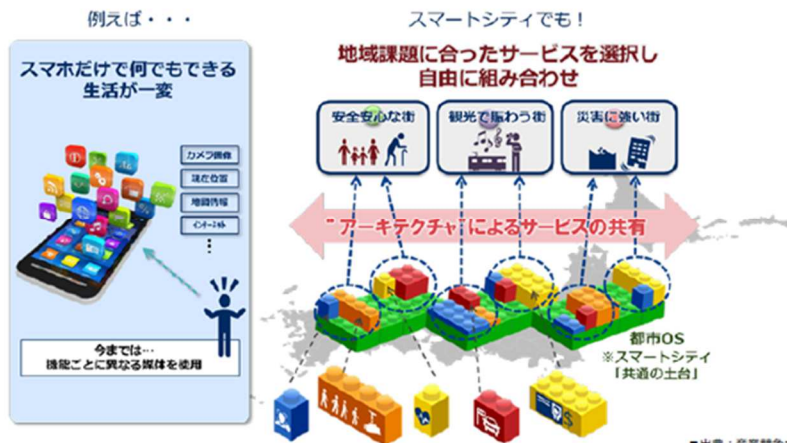 例えば・・・
スマホだけで何でもできる
生活が一変
カメラ画像
現在位置
地図情報
インターネット
今までは…
機能ごとに異なる媒体を使用
スマートシティでも！
地域課題に合ったサービスを選択し
自由に組み合わせ
安全安心な街
観光で賑わう街
災害に強い街
"アーキテクチャ"によるサービスの共有
都市OS
※スマートシティ
「共通の土台」